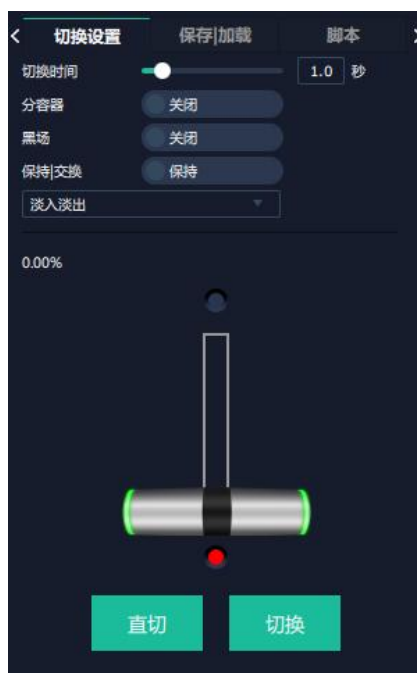 切换设置 保存|加载 脚本
切换时间 1.0 秒
分容器 关闭
黑场 关闭
保持|交换 保持
淡入淡出
0.00%
直切 切换